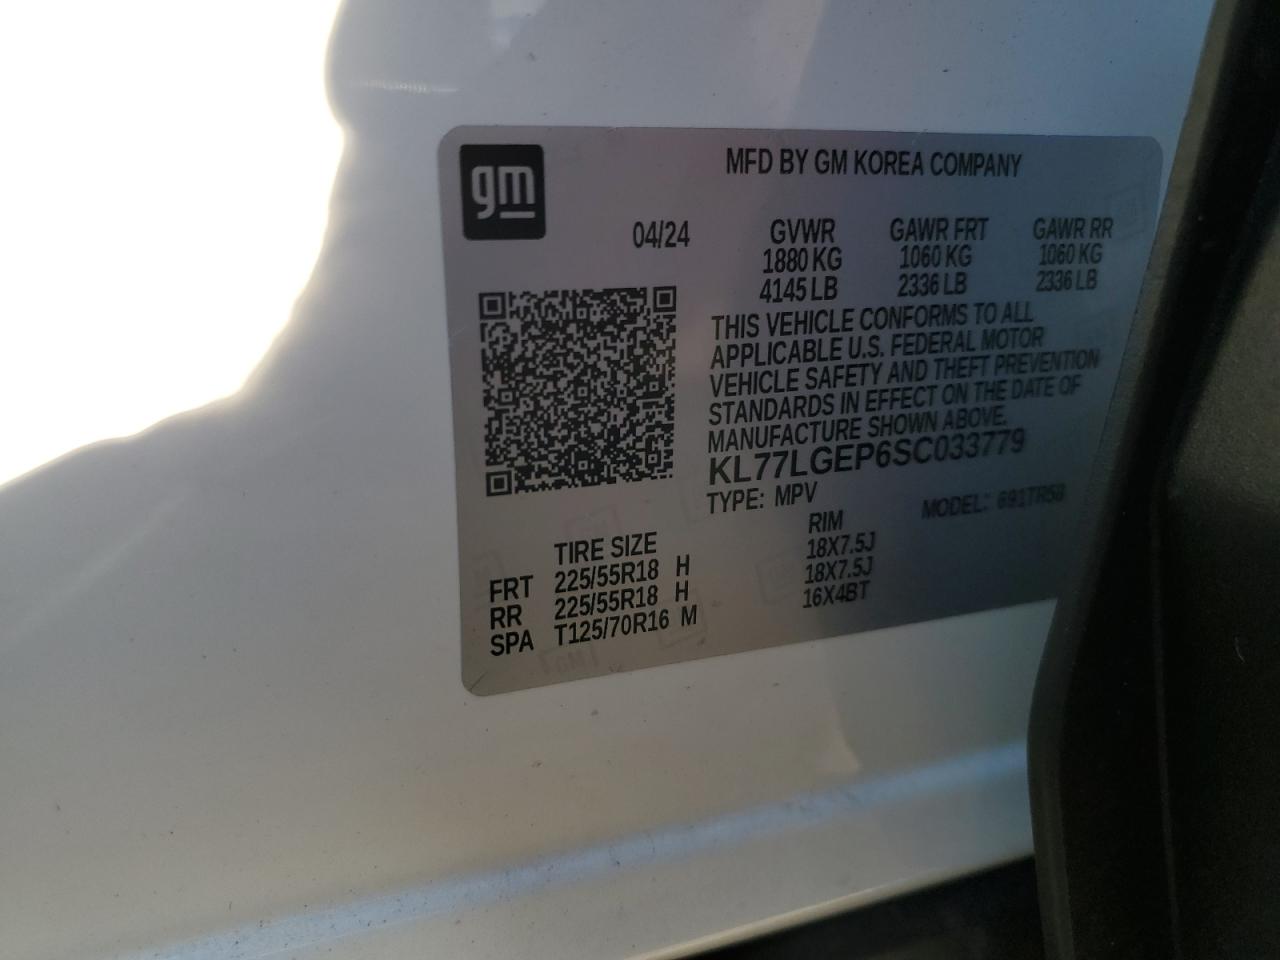 gm
MFD BY GM KOREA COMPANY
04/24 GVWR GAWR FRT GAWR RR
1880 KG 1060 KG 1060 KG
4145 LB 2336 LB 2336 LB
THIS VEHICLE CONFORMS TO ALL
APPLICABLE U.S. FEDERAL MOTOR
VEHICLE SAFETY AND THEFT PREVENTION
STANDARDS IN EFFECT ON THE DATE OF
MANUFACTURE SHOWN ABOVE.
KL77LGEP6SC033779
TYPE: MPV MODEL:
TIRE SIZE RIM
FRT 225/55R18 H 18X7.5J
RR 225/55R18 H 18X7.5J
SPA T125/70R16 M 16X4BT